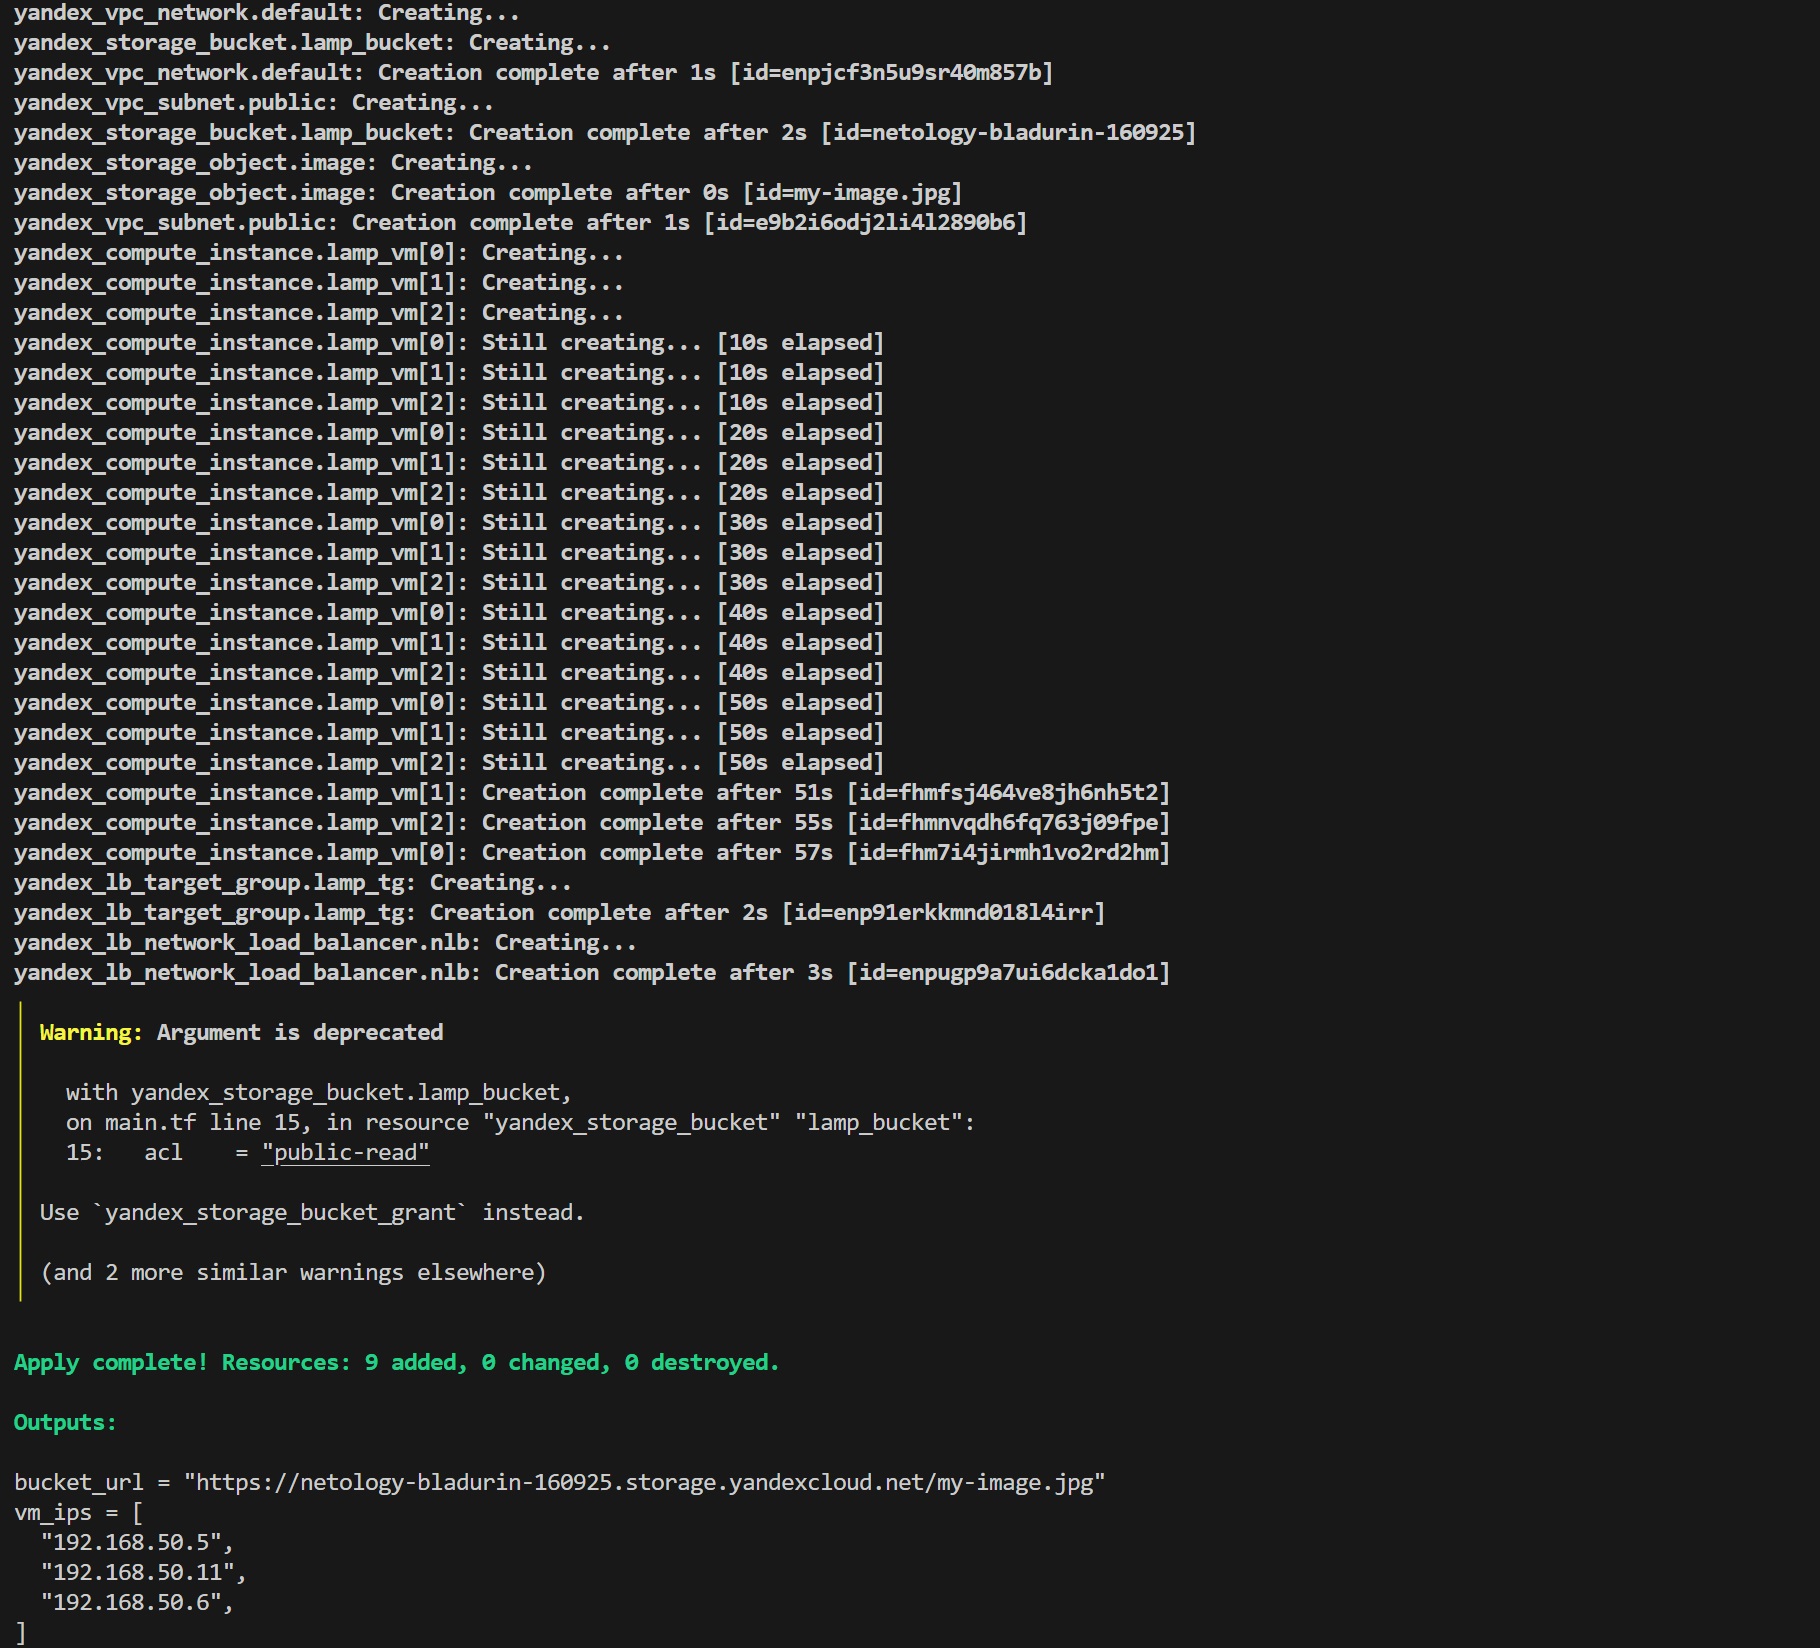 yandex_vpc_network.default: Creating...
yandex_storage_bucket.lamp_bucket: Creating...
yandex_vpc_network.default: Creation complete after 1s [id=enpjcf3n5u9sr40m857b]
yandex_vpc_subnet.public: Creating...
yandex_storage_bucket.lamp_bucket: Creation complete after 2s [id=netology-bladurin-160925]
yandex_storage_object.image: Creating...
yandex_storage_object.image: Creation complete after 0s [id=my-image.jpg]
yandex_vpc_subnet.public: Creation complete after 1s [id=e9b2i6odj2li4l2890b6]
yandex_compute_instance.lamp_vm[0]: Creating...
yandex_compute_instance.lamp_vm[1]: Creating...
yandex_compute_instance.lamp_vm[2]: Creating...
yandex_compute_instance.lamp_vm[0]: Still creating... [10s elapsed]
yandex_compute_instance.lamp_vm[1]: Still creating... [10s elapsed]
yandex_compute_instance.lamp_vm[2]: Still creating... [10s elapsed]
yandex_compute_instance.lamp_vm[0]: Still creating... [20s elapsed]
yandex_compute_instance.lamp_vm[1]: Still creating... [20s elapsed]
yandex_compute_instance.lamp_vm[2]: Still creating... [20s elapsed]
yandex_compute_instance.lamp_vm[0]: Still creating... [30s elapsed]
yandex_compute_instance.lamp_vm[1]: Still creating... [30s elapsed]
yandex_compute_instance.lamp_vm[2]: Still creating... [30s elapsed]
yandex_compute_instance.lamp_vm[0]: Still creating... [40s elapsed]
yandex_compute_instance.lamp_vm[1]: Still creating... [40s elapsed]
yandex_compute_instance.lamp_vm[2]: Still creating... [40s elapsed]
yandex_compute_instance.lamp_vm[0]: Still creating... [50s elapsed]
yandex_compute_instance.lamp_vm[1]: Still creating... [50s elapsed]
yandex_compute_instance.lamp_vm[2]: Still creating... [50s elapsed]
yandex_compute_instance.lamp_vm[1]: Creation complete after 51s [id=fhmfsj464ve8jh6nh5t2]
yandex_compute_instance.lamp_vm[2]: Creation complete after 55s [id=fhmnvqdh6fq763j09fpe]
yandex_compute_instance.lamp_vm[0]: Creation complete after 57s [id=fhm7i4jirmh1vo2rd2hm]
yandex_lb_target_group.lamp_tg: Creating...
yandex_lb_target_group.lamp_tg: Creation complete after 2s [id=enp91erkkmnd018l4irr]
yandex_lb_network_load_balancer.nlb: Creating...
yandex_lb_network_load_balancer.nlb: Creation complete after 3s [id=enpugp9a7ui6dcka1do1]
Warning: Argument is deprecated
with yandex_storage_bucket.lamp_bucket,
on main.tf line 15, in resource "yandex_storage_bucket" "lamp_bucket":
15:   acl    = "public-read"
Use `yandex_storage_bucket_grant` instead.
(and 2 more similar warnings elsewhere)
Apply complete! Resources: 9 added, 0 changed, 0 destroyed.
Outputs:
bucket_url = "https://netology-bladurin-160925.storage.yandexcloud.net/my-image.jpg"
vm_ips = [
  "192.168.50.5",
  "192.168.50.11",
  "192.168.50.6",
]